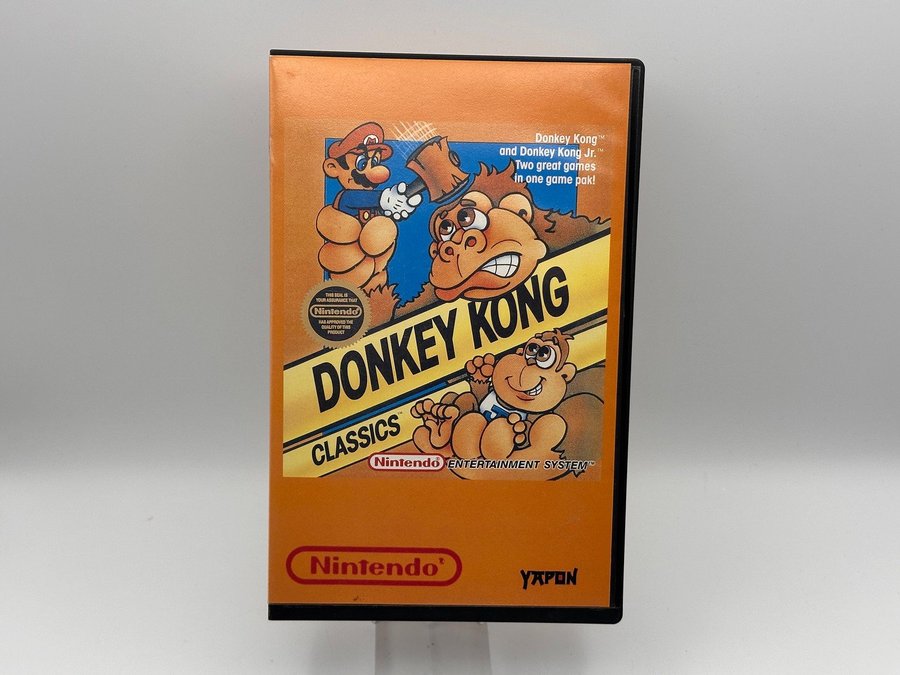 Donkey Kong™
and Donkey Kong Jr.™
Two great games
in one game pak!
THIS SEAL IS
YOUR ASSURANCE THAT
Nintendo
HAS APPROVED THE
QUALITY OF THIS
PRODUCT
DONKEY KONG
CLASSICS™
Nintendo® ENTERTAINMENT SYSTEM™
Nintendo
YAPON